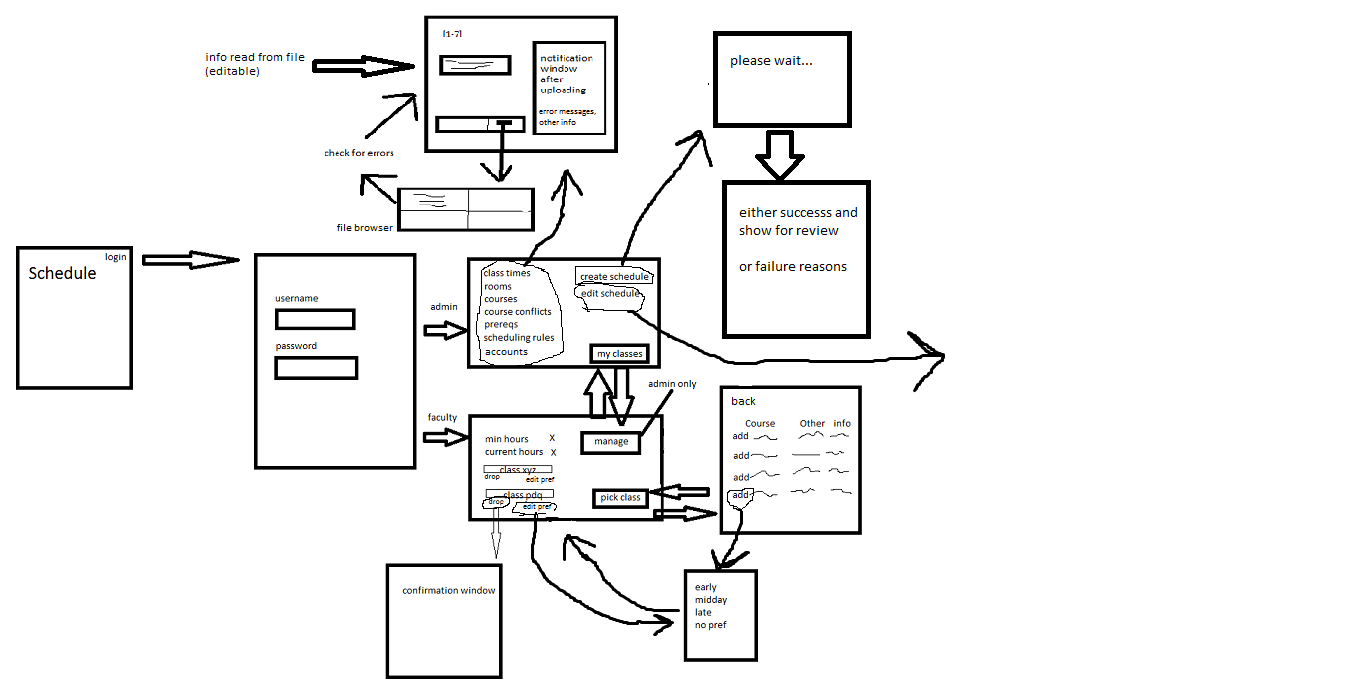 [1-7]
info read from file
(editable)
notification
window
after
uploading
error messages,
other info
check for errors
file browser
please wait...
either successs and
show for review
or failure reasons
login
Schedule
username
password
admin
faculty
class times
rooms
courses
course conflicts
prereqs
scheduling rules
accounts
create schedule
edit schedule
my classes
admin only
min hours X
current hours X
class xyz
drop edit pref
class pdq
drop edit pref
manage
pick class
back
Course Other info
add
add
add
add
confirmation window
early
midday
late
no pref